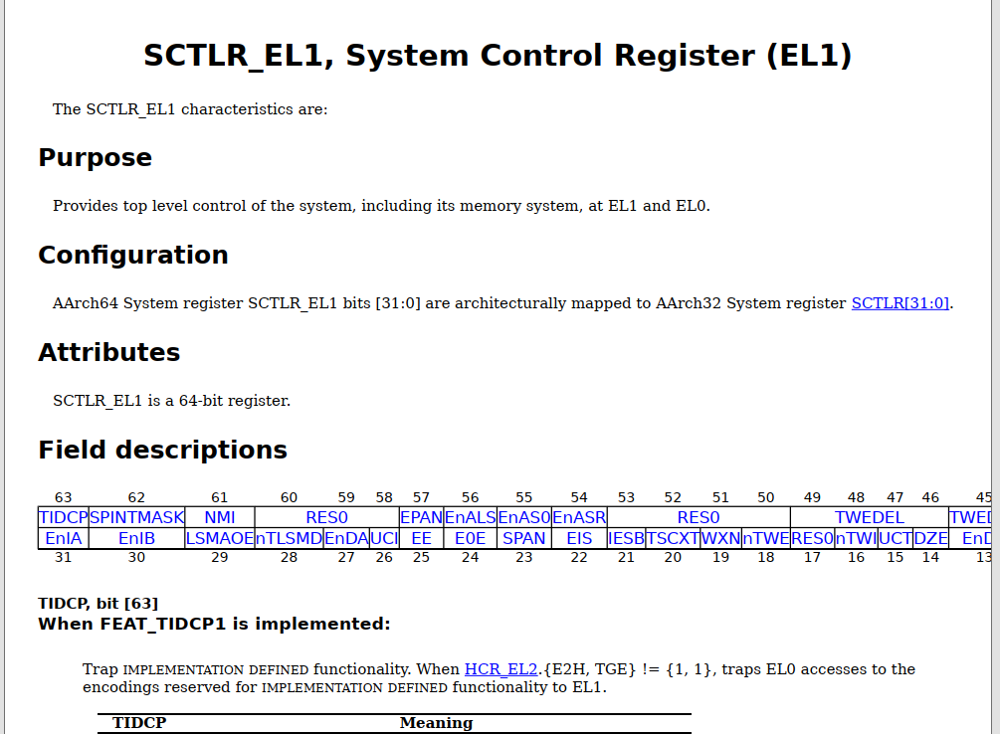 SCTLR_EL1, System Control Register (EL1)
The SCTLR_EL1 characteristics are:
Purpose
Provides top level control of the system, including its memory system, at EL1 and EL0.
Configuration
AArch64 System register SCTLR_EL1 bits [31:0] are architecturally mapped to AArch32 System register SCTLR[31:0].
Attributes
SCTLR_EL1 is a 64-bit register.
Field descriptions
63 62 61 60 59 58 57 56 55 54 53 52 51 50 49 48 47 46 45
TIDCP SPINTMASK NMI RES0 EPAN EnALS EnAS0 EnASR RES0 TWEDEL TWED
EnIA EnIB LSMAOE nTLSMD EnDA UCI EE E0E SPAN EIS IESB TSCXT WXN nTWE RES0 nTWI UCT DZE EnD
31 30 29 28 27 26 25 24 23 22 21 20 19 18 17 16 15 14 13
TIDCP, bit [63]
When FEAT_TIDCP1 is implemented:
Trap IMPLEMENTATION DEFINED functionality. When HCR_EL2.{E2H, TGE} != {1, 1}, traps EL0 accesses to the
encodings reserved for IMPLEMENTATION DEFINED functionality to EL1.
TIDCP Meaning